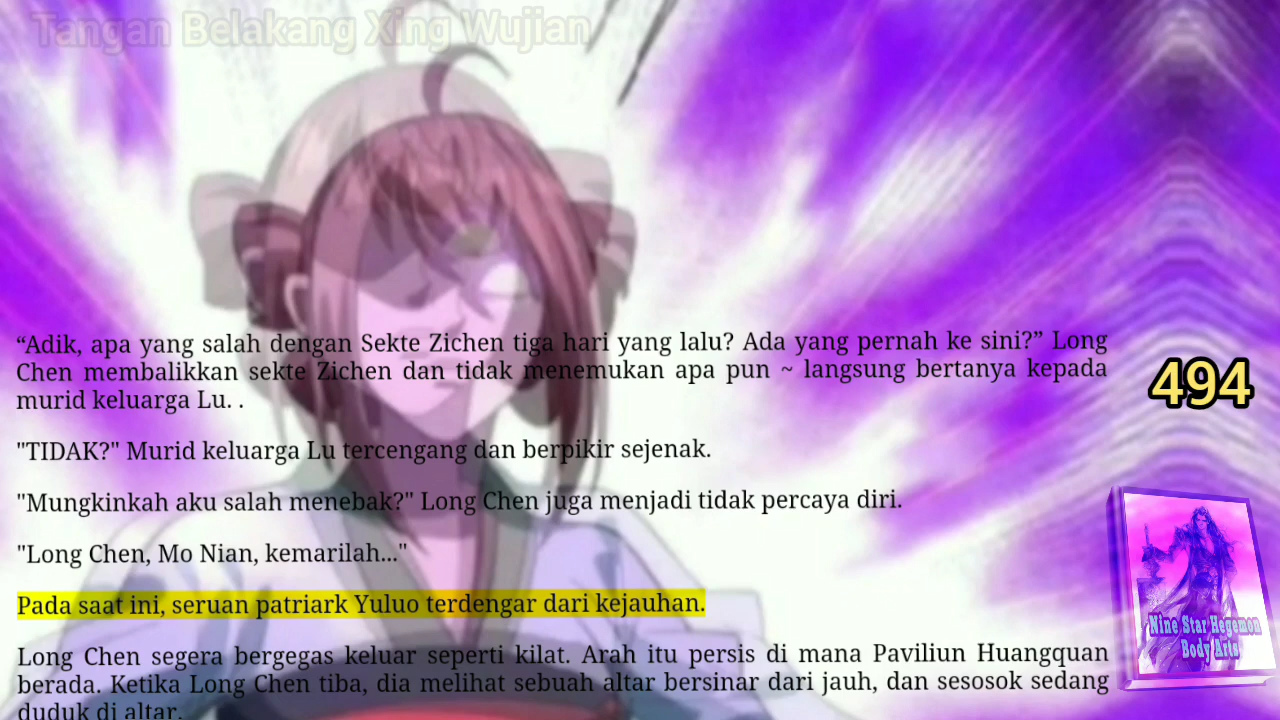 Tangan Belakang Xing Wujian
“Adik, apa yang salah dengan Sekte Zichen tiga hari yang lalu? Ada yang pernah ke sini?” Long
Chen membalikkan sekte Zichen dan tidak menemukan apa pun ~ langsung bertanya kepada
murid keluarga Lu. .
"TIDAK?" Murid keluarga Lu tercengang dan berpikir sejenak.
"Mungkinkah aku salah menebak?" Long Chen juga menjadi tidak percaya diri.
"Long Chen, Mo Nian, kemarilah..."
Pada saat ini, seruan patriark Yuluo terdengar dari kejauhan.
Long Chen segera bergegas keluar seperti kilat. Arah itu persis di mana Paviliun Huangquan
berada. Ketika Long Chen tiba, dia melihat sebuah altar bersinar dari jauh, dan sesosok sedang
duduk di altar.
494
Nine Star Hegemon
Body Arts